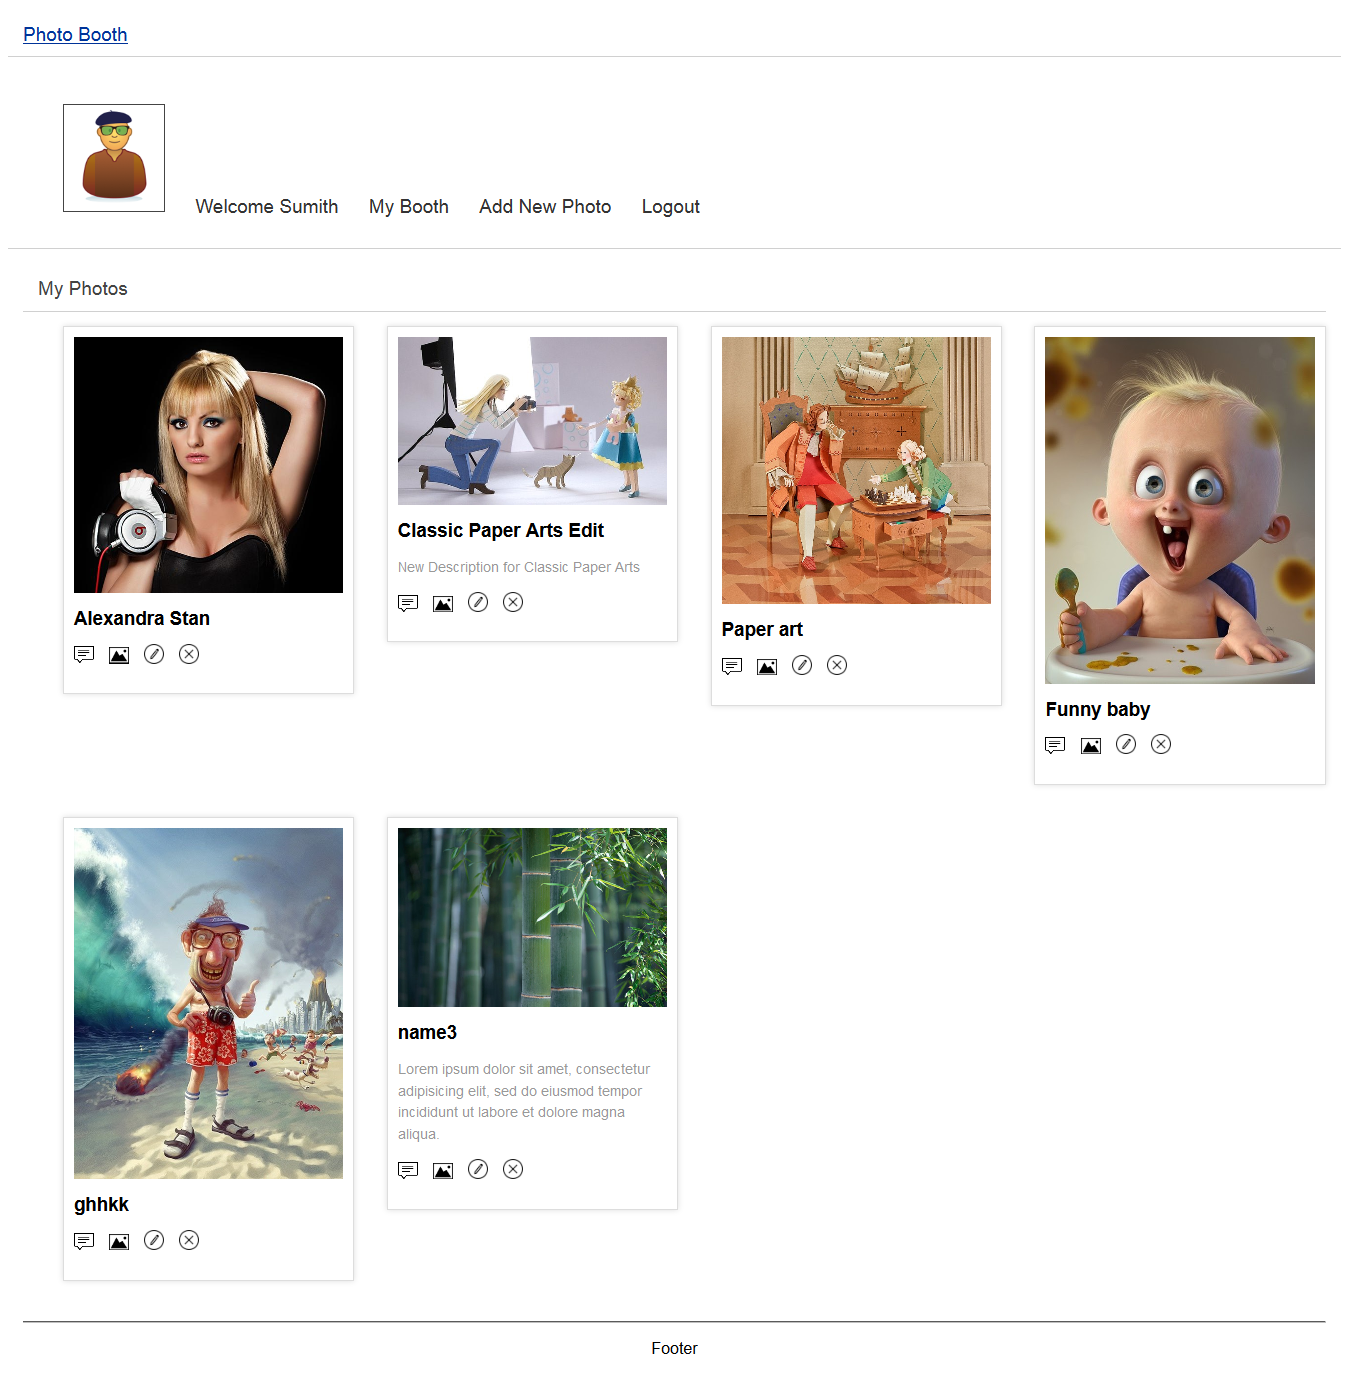 Photo Booth
Welcome Sumith My Booth Add New Photo Logout
My Photos
Alexandra Stan
Classic Paper Arts Edit
New Description for Classic Paper Arts
Paper art
Funny baby
ghhkk
name3
Lorem ipsum dolor sit amet, consectetur
adipisicing elit, sed do eiusmod tempor
incididunt ut labore et dolore magna
aliqua.
Footer